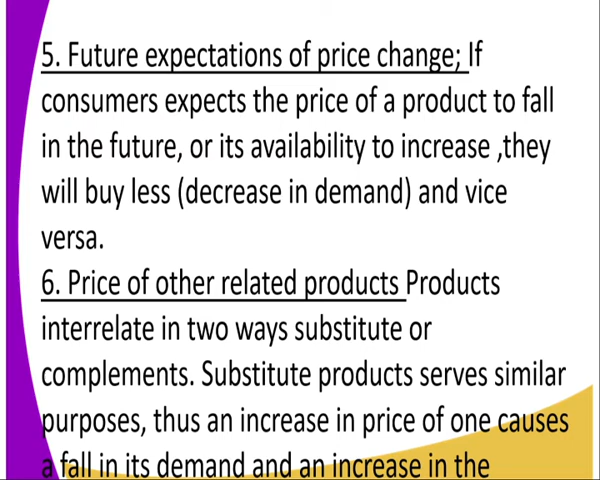 5. Future expectations of price change; If
consumers expects the price of a product to fall
in the future, or its availability to increase ,they
will buy less (decrease in demand) and vice
versa.
6. Price of other related products Products
interrelate in two ways substitute or
complements. Substitute products serves similar
purposes, thus an increase in price of one causes
a fall in its demand and an increase in the